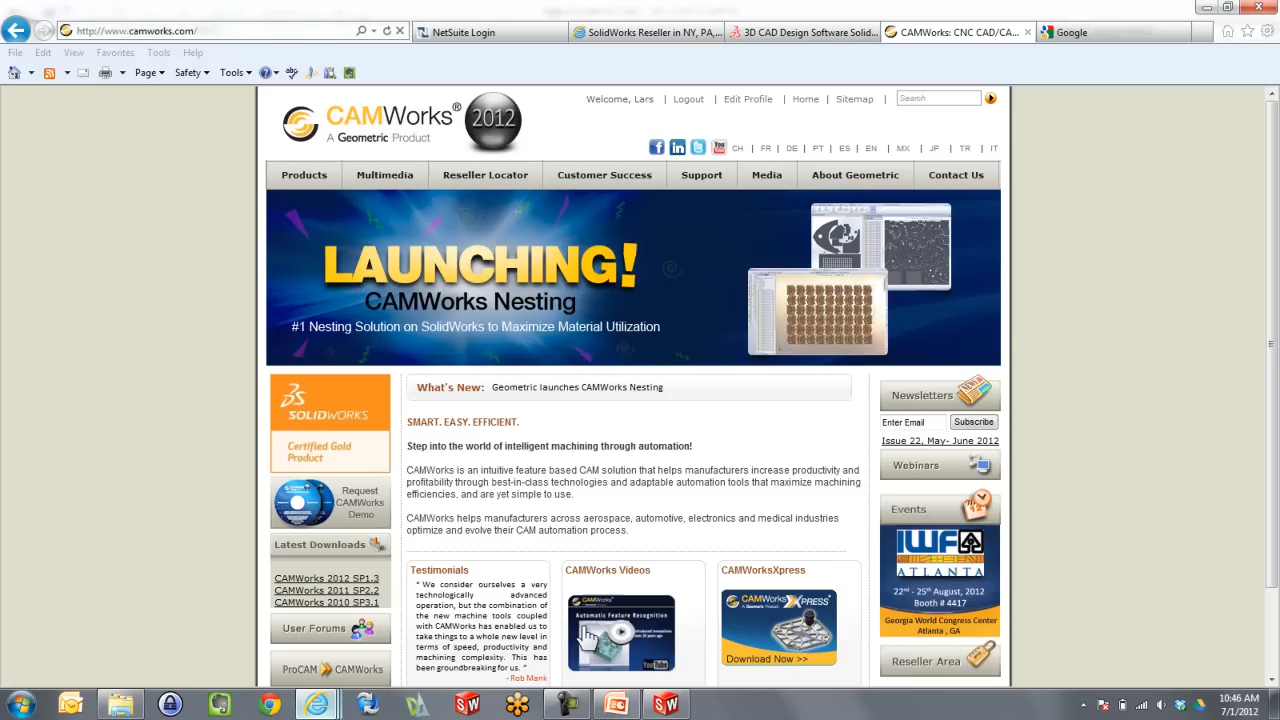 http://www.camworks.com/
NetSuite Login
SolidWorks Reseller in NY, PA,...
3D CAD Design Software Solid...
CAMWorks: CNC CAD/CA...
Google
File Edit View Favorites Tools Help
Page Safety Tools
CAMWorks® 2012
A Geometric Product
Welcome, Lars | Logout | Edit Profile | Home | Sitemap | Search
CH | FR | DE | PT | ES | EN | MX | JP | TR | IT
Products Multimedia Reseller Locator Customer Success Support Media About Geometric Contact Us
LAUNCHING!
CAMWorks Nesting
#1 Nesting Solution on SolidWorks to Maximize Material Utilization
SOLIDWORKS
Certified Gold
Product
Request
CAMWorks
Demo
Latest Downloads
CAMWorks 2012 SP1.3
CAMWorks 2011 SP2.2
CAMWorks 2010 SP3.1
User Forums
ProCAM CAMWorks
What's New: Geometric launches CAMWorks Nesting
SMART. EASY. EFFICIENT.
Step into the world of intelligent machining through automation!
CAMWorks is an intuitive feature based CAM solution that helps manufacturers increase productivity and
profitability through best-in-class technologies and adaptable automation tools that maximize machining
efficiencies, and are yet simple to use.
CAMWorks helps manufacturers across aerospace, automotive, electronics and medical industries
optimize and evolve their CAM automation process.
Testimonials
" We consider ourselves a very
technologically advanced
operation, but the combination of
the new machine tools coupled
with CAMWorks has enabled us to
take things to a whole new level in
terms of speed, productivity and
machining complexity. This has
been groundbreaking for us. "
- Rob Mank
CAMWorks Videos
CAMWorks
Automatic Feature Recognition
YouTube
CAMWorksXpress
CAMWorks XPRESS
Download Now >>
Newsletters
Enter Email Subscribe
Issue 22, May- June 2012
Webinars
Events
IWF
ATLANTA
22nd - 25th August, 2012
Booth # 4417
Georgia World Congress Center
Atlanta , GA
Reseller Area
10:46 AM
7/1/2012